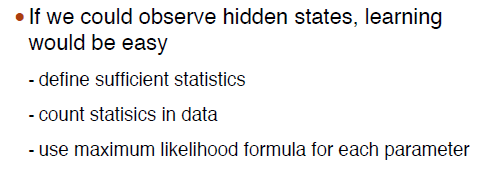 • If we could observe hidden states, learning
would be easy
- define sufficient statistics
- count statisics in data
- use maximum likelihood formula for each parameter